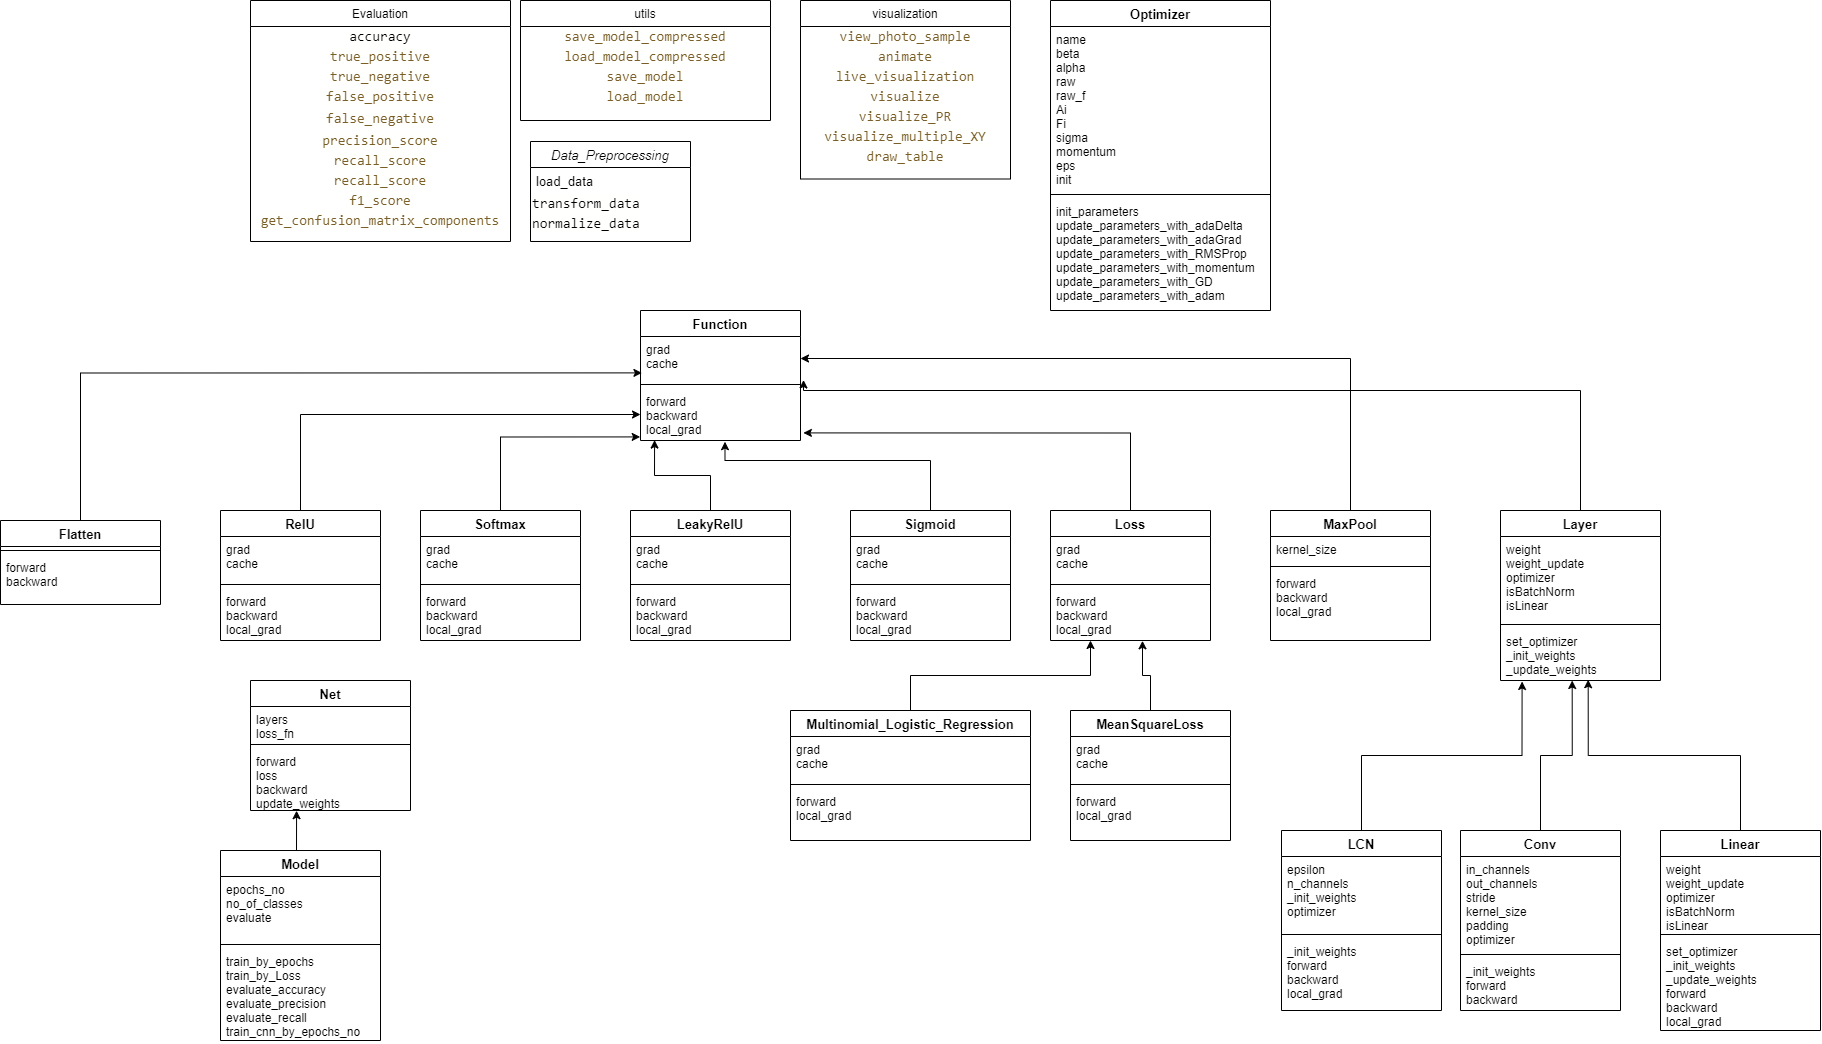 Evaluation
accuracy
true_positive
true_negative
false_positive
false_negative
precision_score
recall_score
recall_score
f1_score
get_confusion_matrix_components
utils
save_model_compressed
load_model_compressed
save_model
load_model
Data_Preprocessing
load_data
transform_data
normalize_data
visualization
view_photo_sample
animate
live_visualization
visualize
visualize_PR
visualize_multiple_XY
draw_table
Optimizer
name
beta
alpha
raw
raw_f
Ai
Fi
sigma
momentum
eps
init
init_parameters
update_parameters_with_adaDelta
update_parameters_with_adaGrad
update_parameters_with_RMSProp
update_parameters_with_momentum
update_parameters_with_GD
update_parameters_with_adam
Function
grad
cache
forward
backward
local_grad
Flatten
forward
backward
RelU
grad
cache
forward
backward
local_grad
Softmax
grad
cache
forward
backward
local_grad
LeakyRelU
grad
cache
forward
backward
local_grad
Sigmoid
grad
cache
forward
backward
local_grad
Loss
grad
cache
forward
backward
local_grad
MaxPool
kernel_size
forward
backward
local_grad
Layer
weight
weight_update
optimizer
isBatchNorm
isLinear
set_optimizer
_init_weights
_update_weights
Net
layers
loss_fn
forward
loss
backward
update_weights
Multinomial_Logistic_Regression
grad
cache
forward
local_grad
MeanSquareLoss
grad
cache
forward
local_grad
Model
epochs_no
no_of_classes
evaluate
train_by_epochs
train_by_Loss
evaluate_accuracy
evaluate_precision
evaluate_recall
train_cnn_by_epochs_no
LCN
epsilon
n_channels
_init_weights
optimizer
_init_weights
forward
backward
local_grad
Conv
in_channels
out_channels
stride
kernel_size
padding
optimizer
_init_weights
forward
backward
Linear
weight
weight_update
optimizer
isBatchNorm
isLinear
set_optimizer
_init_weights
_update_weights
forward
backward
local_grad